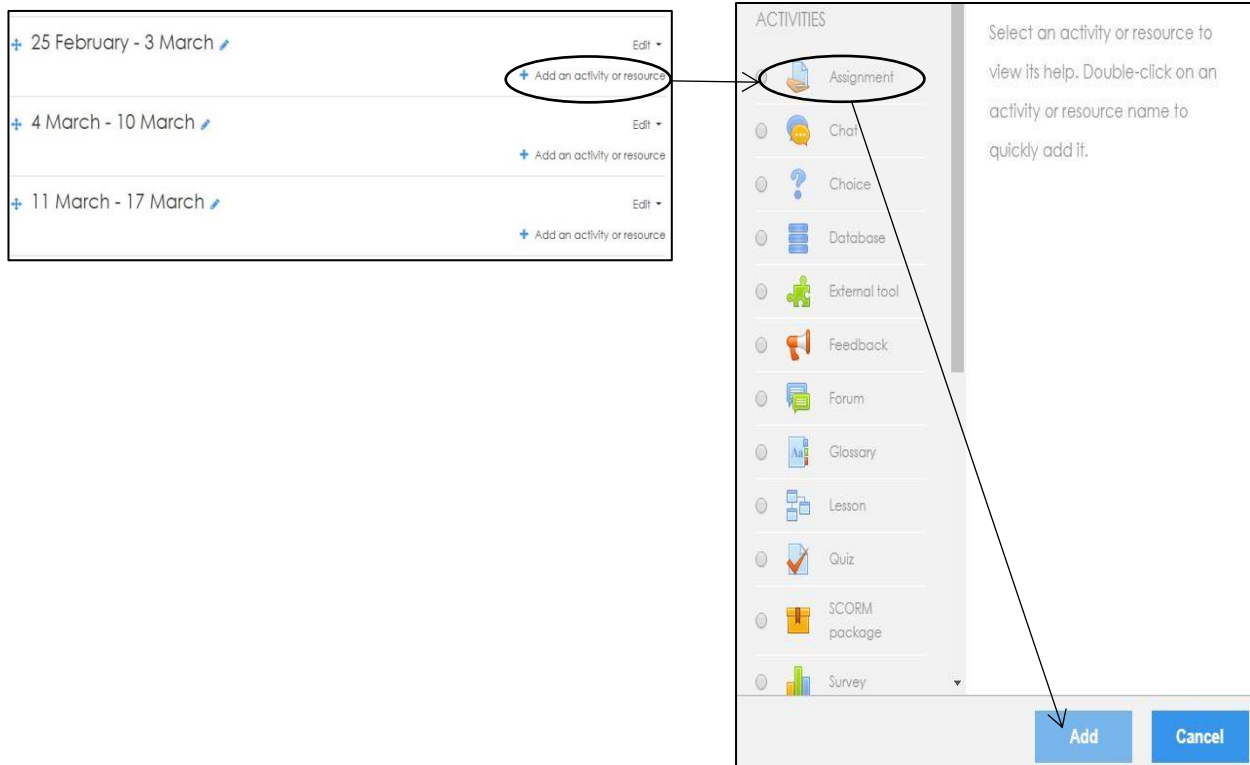 25 February - 3 March
Edit
Add an activity or resource
4 March - 10 March
Edit
Add an activity or resource
11 March - 17 March
Edit
Add an activity or resource
ACTIVITIES
Assignment
Chat
Choice
Database
External tool
Feedback
Forum
Aa
Glossary
Lesson
Quiz
SCORM
package
Survey
Select an activity or resource to
view its help. Double-click on an
activity or resource name to
quickly add it.
Add
Cancel